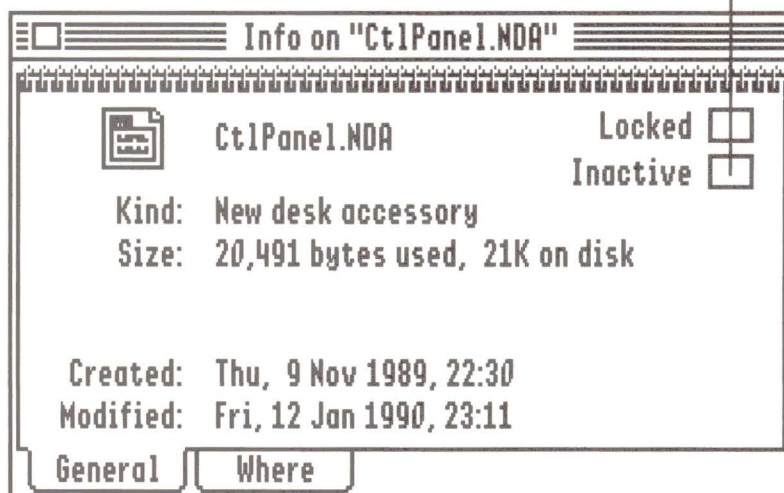 Info on "CtlPanel.NDA"
CtlPanel.NDA
Locked
Inactive
Kind: New desk accessory
Size: 20,491 bytes used, 21K on disk
Created: Thu, 9 Nov 1989, 22:30
Modified: Fri, 12 Jan 1990, 23:11
General Where